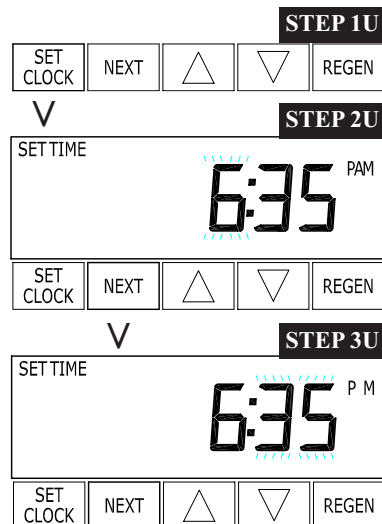 STEP 1U
SET CLOCK NEXT REGEN
STEP 2U
SET TIME
6:35 PAM
SET CLOCK NEXT REGEN
STEP 3U
SET TIME
6:35 P M
SET CLOCK NEXT REGEN